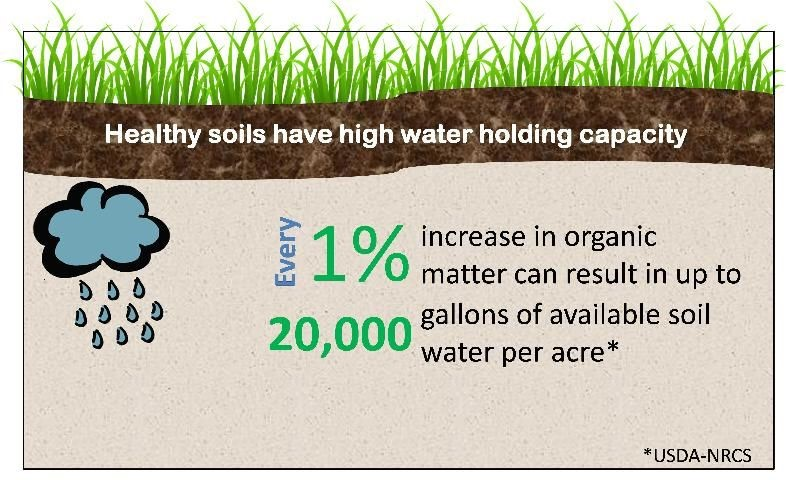 Healthy soils have high water holding capacity
Every 1% increase in organic
matter can result in up to
20,000 gallons of available soil
water per acre*
*USDA-NRCS